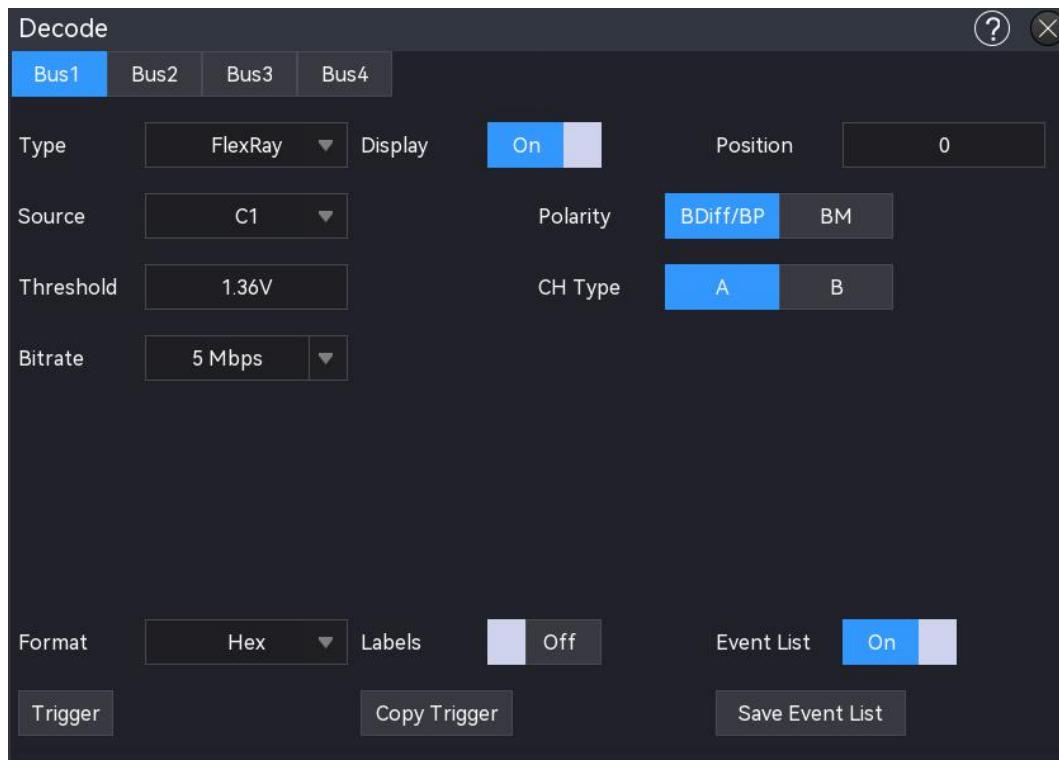 Decode ?
Bus1 Bus2 Bus3 Bus4
Type FlexRay Display On Position 0
Source C1 Polarity BDiff/BP BM
Threshold 1.36V CH Type A B
Bitrate 5 Mbps
Format Hex Labels Off Event List On
Trigger Copy Trigger Save Event List